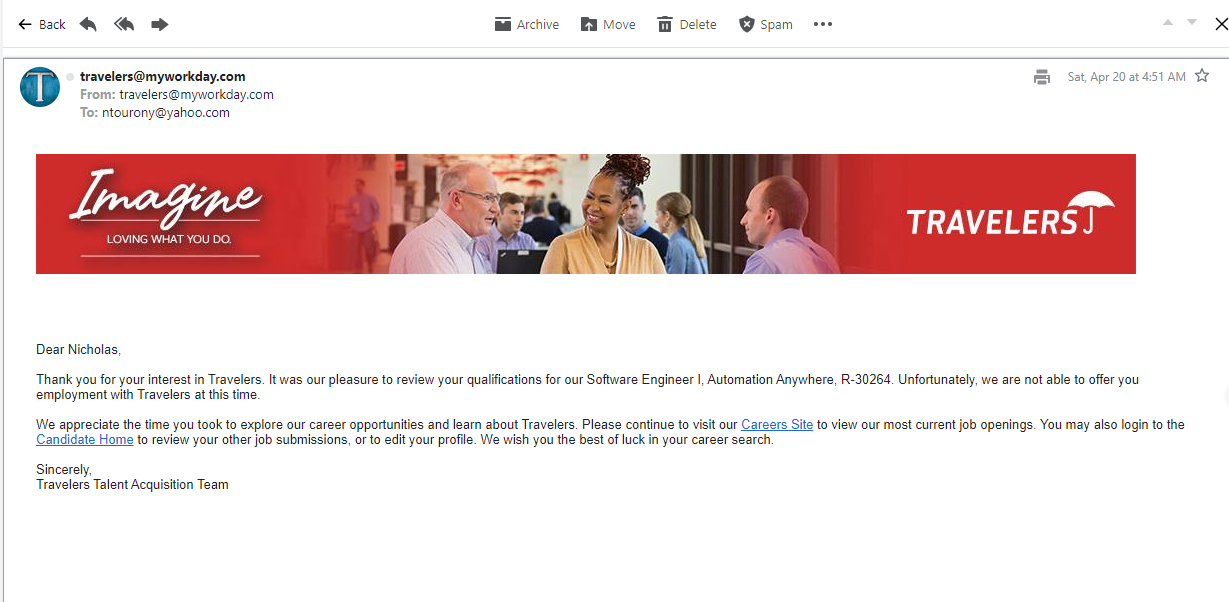 Back
Archive
Move
Delete
Spam
T
travelers@myworkday.com
Sat, Apr 20 at 4:51 AM
From: travelers@myworkday.com
To: ntourony@yahoo.com
Imagine
LOVING WHAT YOU DO.
TRAVELERS
Dear Nicholas,
Thank you for your interest in Travelers. It was our pleasure to review your qualifications for our Software Engineer I, Automation Anywhere, R-30264. Unfortunately, we are not able to offer you
employment with Travelers at this time.
We appreciate the time you took to explore our career opportunities and learn about Travelers. Please continue to visit our Careers Site to view our most current job openings. You may also login to the
Candidate Home to review your other job submissions, or to edit your profile. We wish you the best of luck in your career search.
Sincerely,
Travelers Talent Acquisition Team